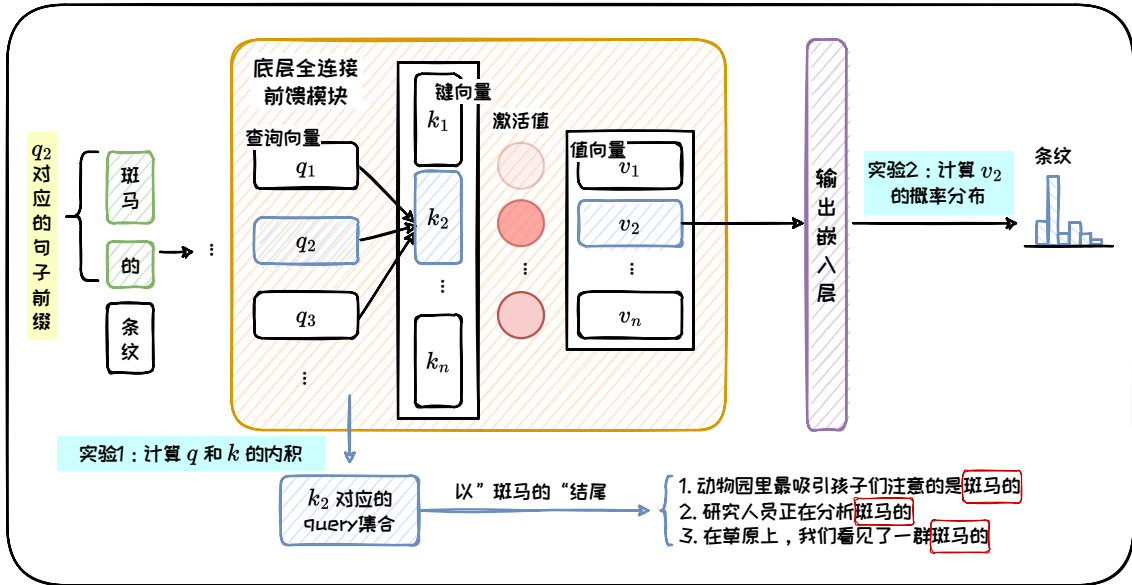 底层全连接
前馈模块
键向量
k₁
激活值
查询向量
值向量
q₁
v₁
q₂
k₂
v₂
⋮
q₃
vₙ
kₙ
⋮
q₂
对
应
的
句
子
前
缀
斑
马
的
条
纹
⋯
输
出
嵌
入
层
实验2：计算 v₂
的概率分布
条纹
实验1：计算 q 和 k 的内积
k₂ 对应的
query集合
以”斑马的“结尾
1. 动物园里最吸引孩子们注意的是斑马的
2. 研究人员正在分析斑马的
3. 在草原上，我们看见了一群斑马的